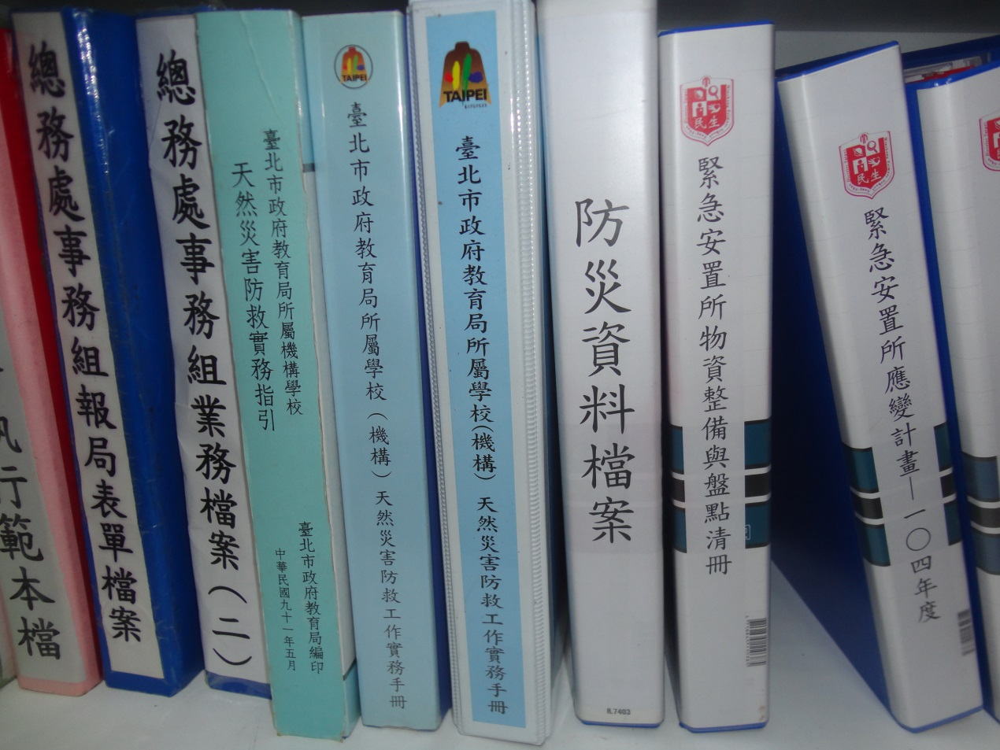 範本檔
總務處事務組報局表單檔案
總務處事務組業務檔案(二)
臺北市政府教育局所屬機構學校
天然災害防救實務指引
臺北市政府教育局編印
中華民國九十一年五月
TAIPEI
臺北市政府教育局所屬學校(機構)天然災害防救工作實務手冊
TAIPEI
臺北市政府教育局所屬學校(機構)天然災害防救工作實務手冊
防災資料檔案
8.7403
民生
緊急安置所物資整備與盤點清冊
民生
緊急安置所應變計畫—一〇四年度